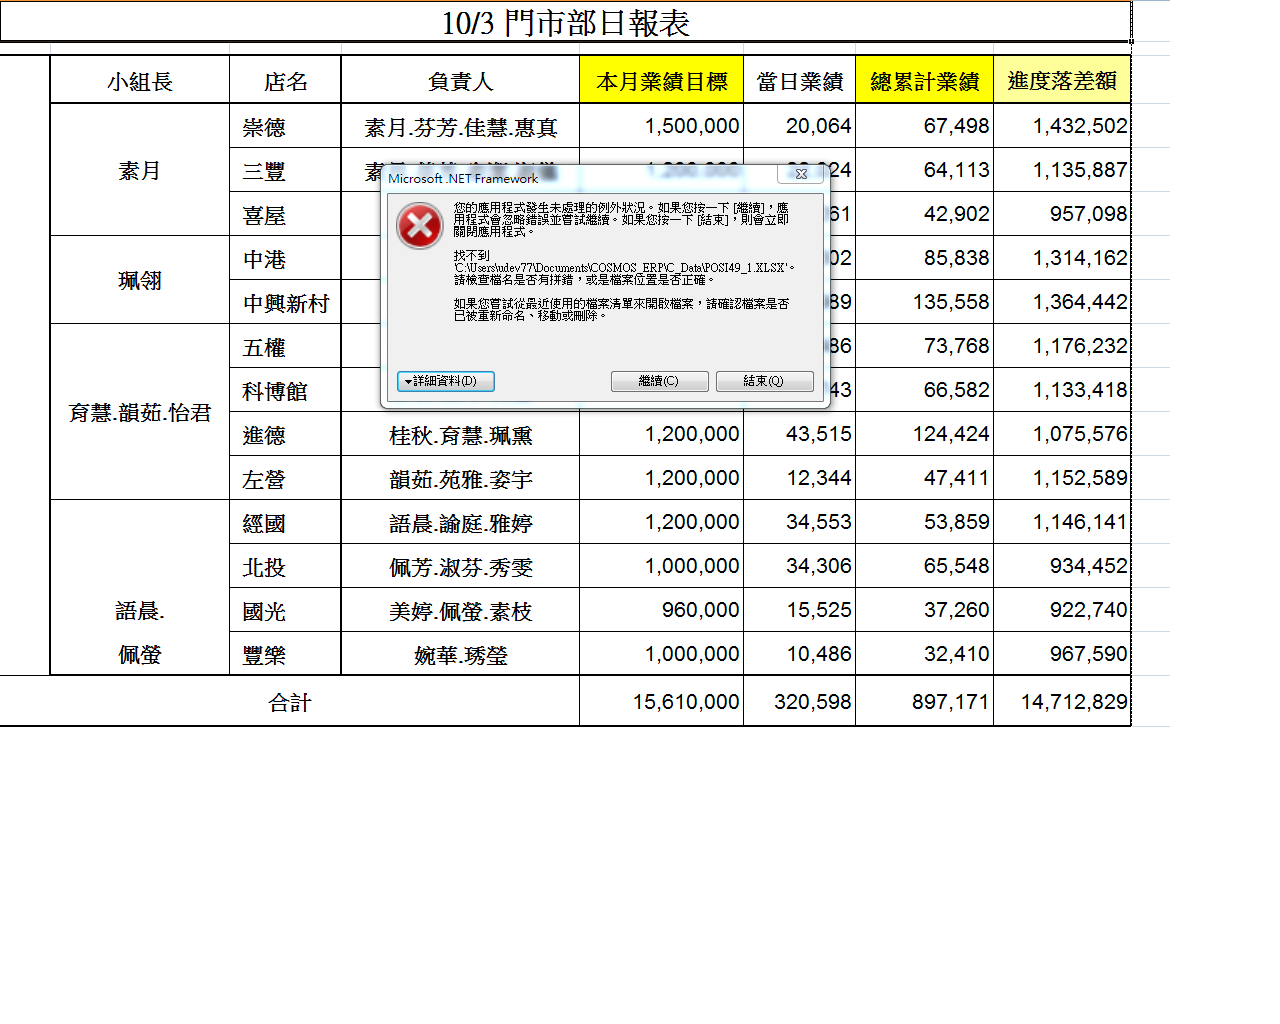 10/3 門市部日報表
小組長 店名 負責人 本月業績目標 當日業績 總累計業績 進度落差額
素月
崇德 素月.芬芳.佳慧.惠真 1,500,000 20,064 67,498 1,432,502
三豐 素 24 64,113 1,135,887
喜屋 61 42,902 957,098
珮翎
中港 02 85,838 1,314,162
中興新村 89 135,558 1,364,442
育慧.韻茹.怡君
五權 86 73,768 1,176,232
科博館 43 66,582 1,133,418
進德 桂秋.育慧.珮熏 1,200,000 43,515 124,424 1,075,576
左營 韻茹.苑雅.姿宇 1,200,000 12,344 47,411 1,152,589
語晨.
佩螢
經國 語晨.諭庭.雅婷 1,200,000 34,553 53,859 1,146,141
北投 佩芳.淑芬.秀雯 1,000,000 34,306 65,548 934,452
國光 美婷.佩螢.素枝 960,000 15,525 37,260 922,740
豐樂 婉華.琇瑩 1,000,000 10,486 32,410 967,590
合計 15,610,000 320,598 897,171 14,712,829
Microsoft .NET Framework
您的應用程式發生未處理的例外狀況。如果您按一下 [繼續]，應
用程式會忽略錯誤並嘗試繼續。如果您按一下 [結束]，則會立即
關閉應用程式。
找不到
'C:\Users\udev77\Documents\COSMOS_ERP\C_Data\POSI49_1.XLSX'。
請檢查檔名是否有拼錯，或是檔案位置是否正確。
如果您嘗試從最近使用的檔案清單來開啟檔案，請確認檔案是否
已被重新命名、移動或刪除。
詳細資料(D) 繼續(C) 結束(Q)